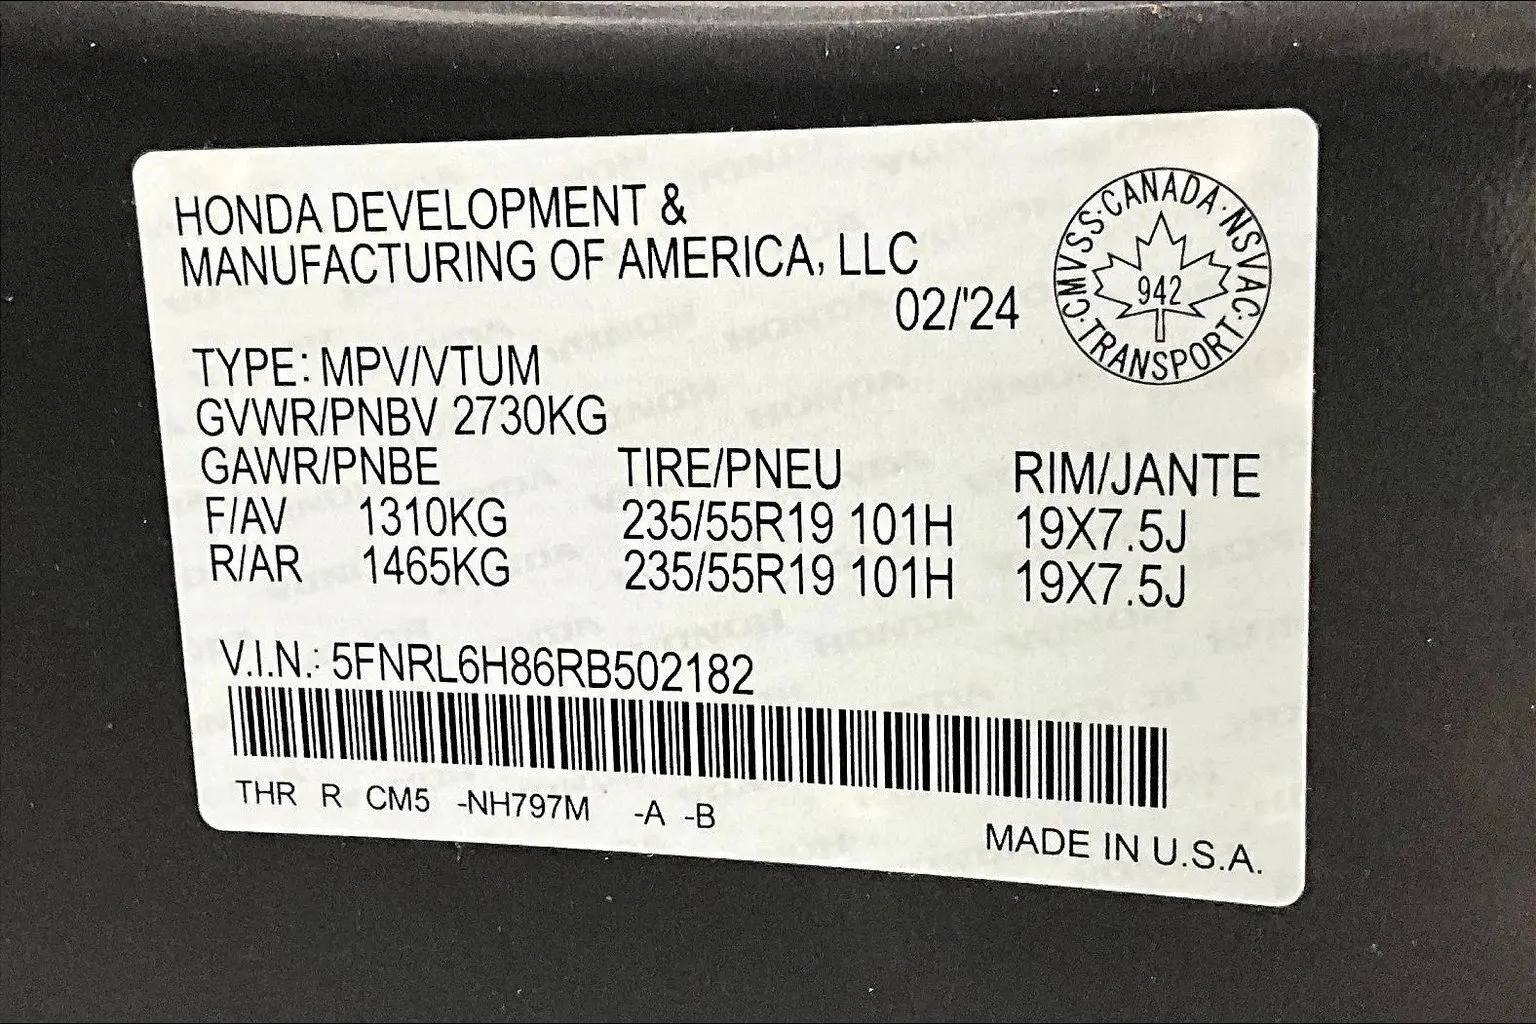 HONDA DEVELOPMENT &
MANUFACTURING OF AMERICA, LLC
02/'24
CMVSS·CANADA·NSVAC·TRANSPORT·
942
TYPE: MPV/VTUM
GVWR/PNBV 2730KG
GAWR/PNBE TIRE/PNEU RIM/JANTE
F/AV 1310KG 235/55R19 101H 19X7.5J
R/AR 1465KG 235/55R19 101H 19X7.5J
V.I.N.: 5FNRL6H86RB502182
THR R CM5 -NH797M -A -B
MADE IN U.S.A.